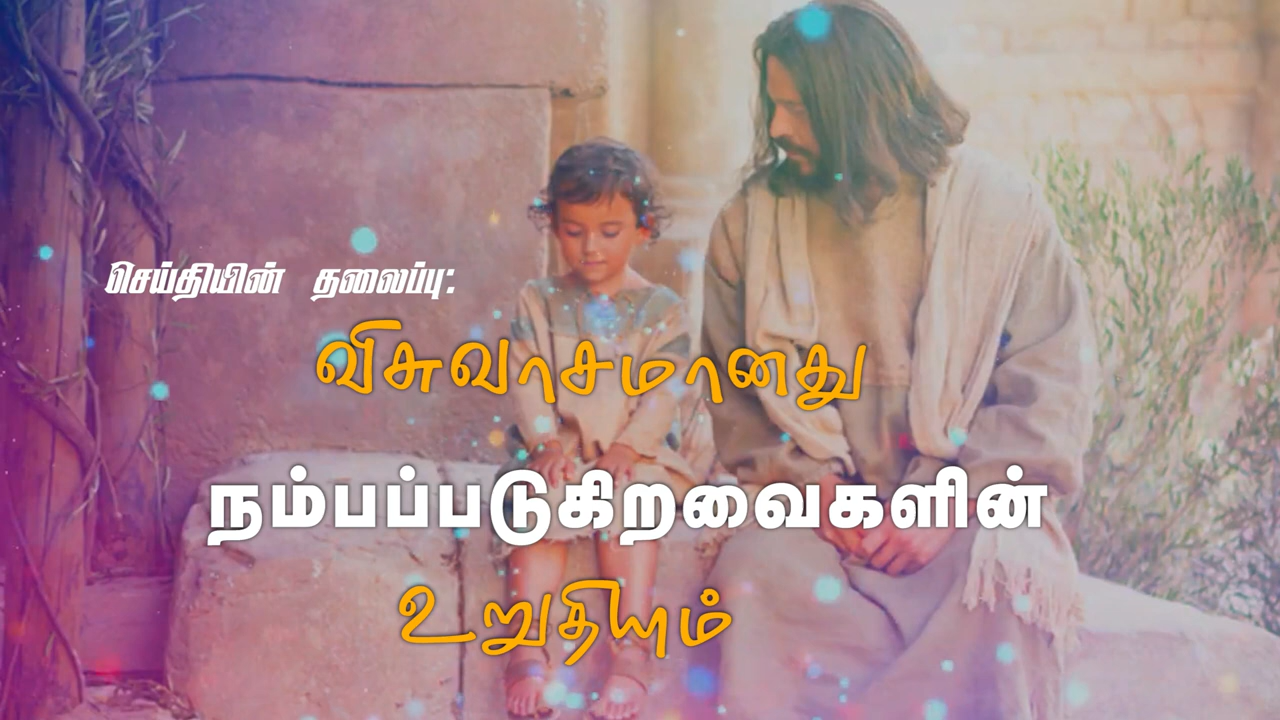 செய்தியின் தலைப்பு:
விசுவாசமானது
நம்பப்படுகிறவைகளின்
உறுதியும்